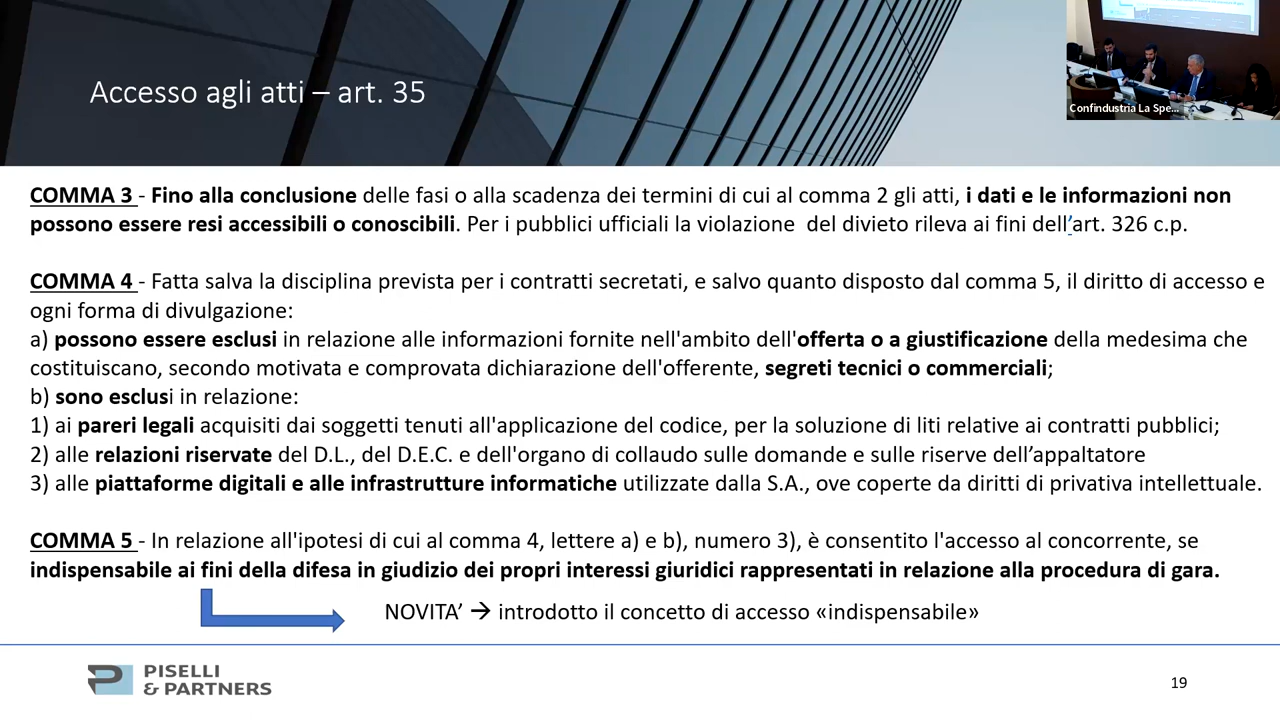 Accesso agli atti – art. 35
Confindustria La Spe...
COMMA 3 - Fino alla conclusione delle fasi o alla scadenza dei termini di cui al comma 2 gli atti, i dati e le informazioni non
possono essere resi accessibili o conoscibili. Per i pubblici ufficiali la violazione  del divieto rileva ai fini dell’art. 326 c.p.
COMMA 4 - Fatta salva la disciplina prevista per i contratti secretati, e salvo quanto disposto dal comma 5, il diritto di accesso e
ogni forma di divulgazione:
a) possono essere esclusi in relazione alle informazioni fornite nell'ambito dell'offerta o a giustificazione della medesima che
costituiscano, secondo motivata e comprovata dichiarazione dell'offerente, segreti tecnici o commerciali;
b) sono esclusi in relazione:
1) ai pareri legali acquisiti dai soggetti tenuti all'applicazione del codice, per la soluzione di liti relative ai contratti pubblici;
2) alle relazioni riservate del D.L., del D.E.C. e dell'organo di collaudo sulle domande e sulle riserve dell’appaltatore
3) alle piattaforme digitali e alle infrastrutture informatiche utilizzate dalla S.A., ove coperte da diritti di privativa intellettuale.
COMMA 5 - In relazione all'ipotesi di cui al comma 4, lettere a) e b), numero 3), è consentito l'accesso al concorrente, se
indispensabile ai fini della difesa in giudizio dei propri interessi giuridici rappresentati in relazione alla procedura di gara.
NOVITA’ → introdotto il concetto di accesso «indispensabile»
PISELLI
& PARTNERS
19